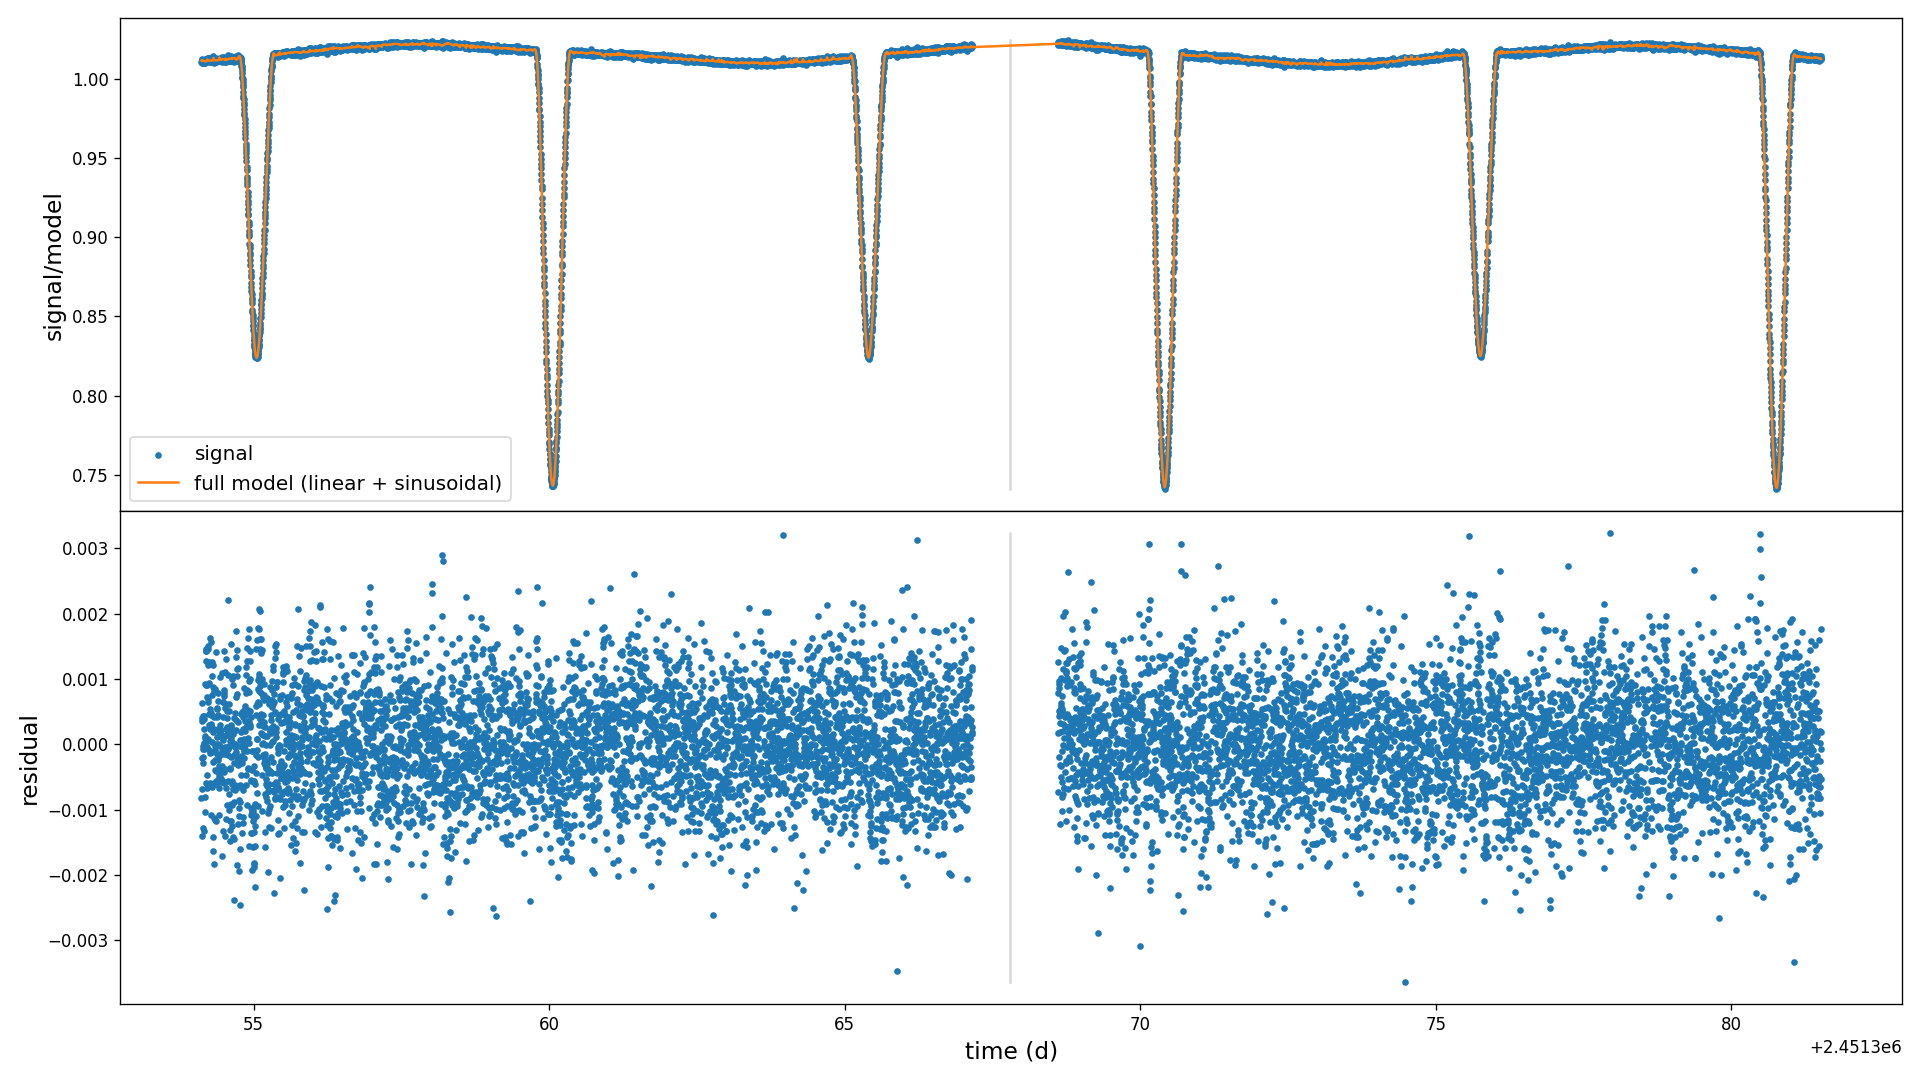 signal/model
1.00
0.95
0.90
0.85
0.80
0.75
signal
full model (linear + sinusoidal)
residual
0.003
0.002
0.001
0.000
−0.001
−0.002
−0.003
55 60 65 70 75 80
time (d)
+2.4513e6